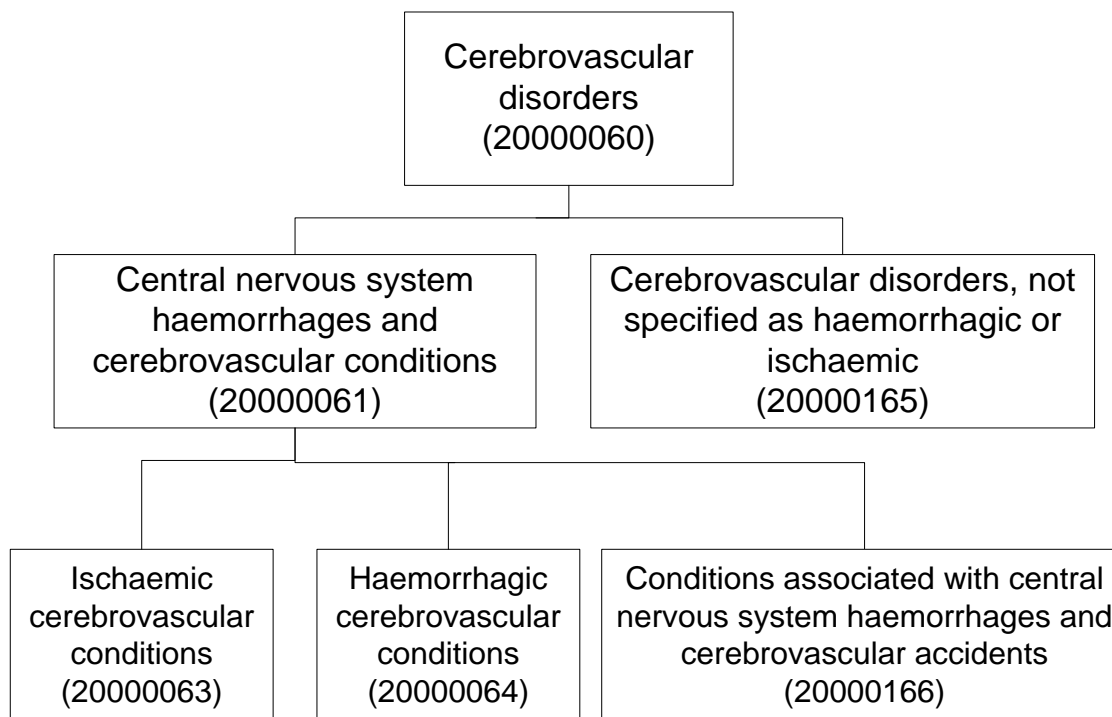 Cerebrovascular
disorders
(20000060)
Central nervous system
haemorrhages and
cerebrovascular conditions
(20000061)
Cerebrovascular disorders, not
specified as haemorrhagic or
ischaemic
(20000165)
Ischaemic
cerebrovascular
conditions
(20000063)
Haemorrhagic
cerebrovascular
conditions
(20000064)
Conditions associated with central
nervous system haemorrhages and
cerebrovascular accidents
(20000166)